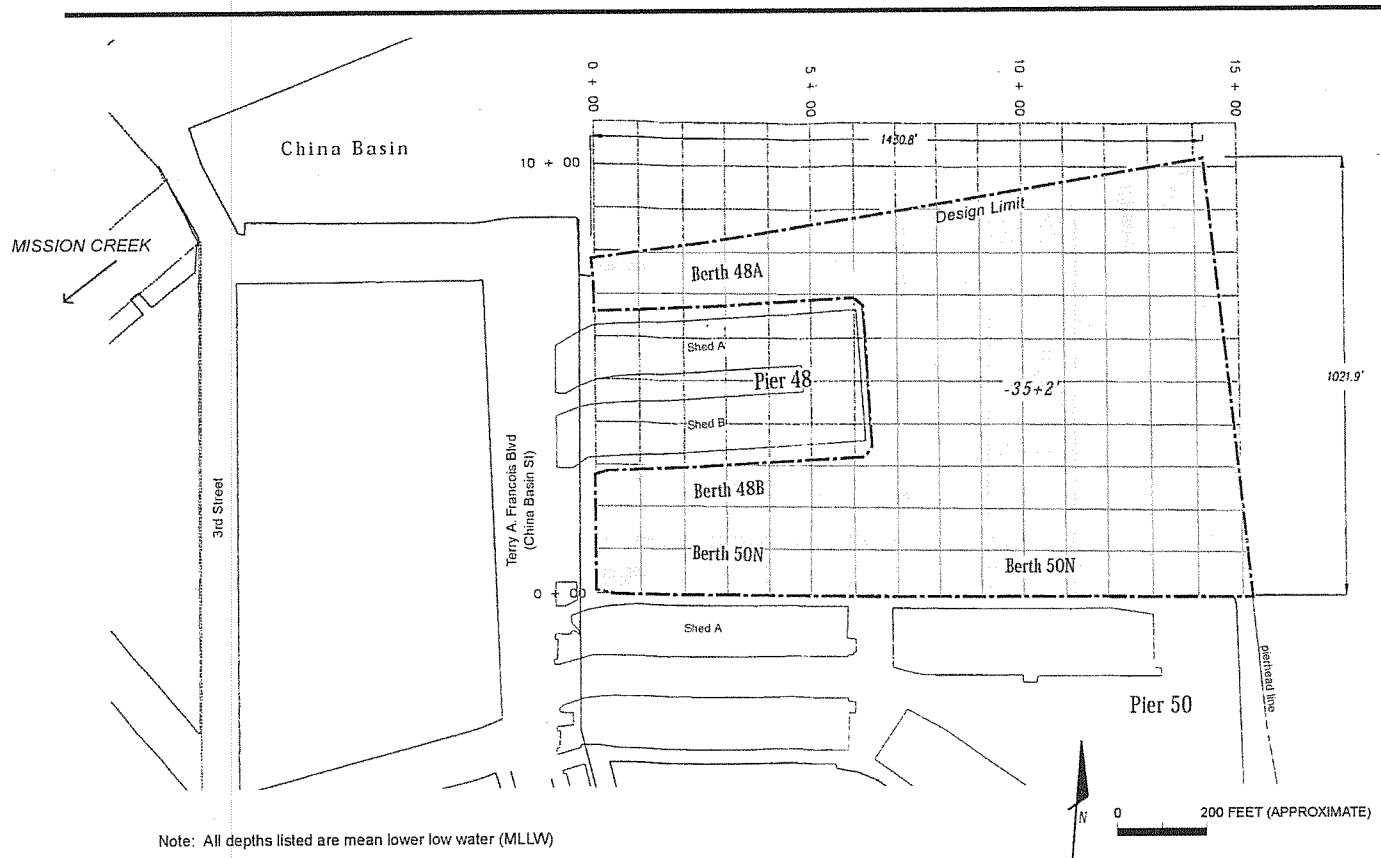 0 + 00
5 + 00
10 + 00
15 + 00
1430.8'
China Basin
10 + 00
Design Limit
MISSION CREEK
Berth 48A
Shed A
Pier 48
-35+2'
1021.9'
Shed B
3rd Street
Terry A. Francois Blvd
(China Basin St)
Berth 48B
Berth 50N
Berth 50N
0 + 00
Shed A
pierhead line
Pier 50
N
0 200 FEET (APPROXIMATE)
Note: All depths listed are mean lower low water (MLLW)